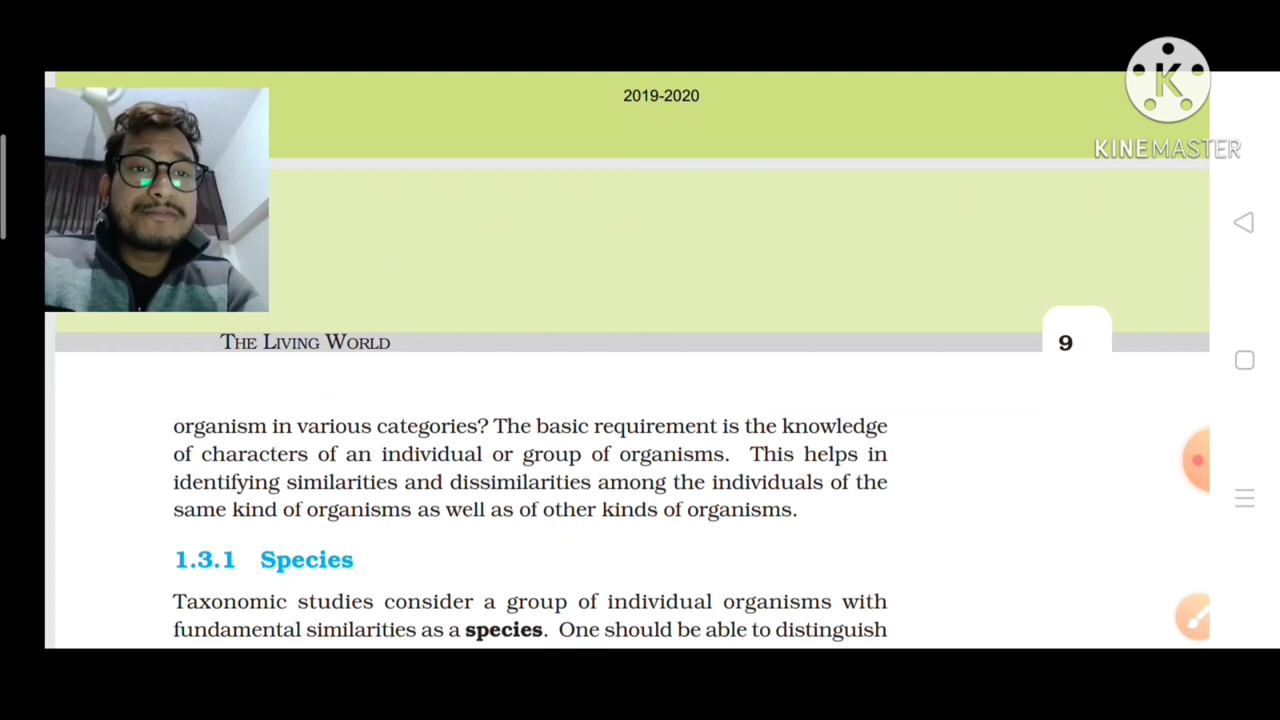 2019-2020
K
KINEMASTER
THE LIVING WORLD
9
organism in various categories? The basic requirement is the knowledge
of characters of an individual or group of organisms. This helps in
identifying similarities and dissimilarities among the individuals of the
same kind of organisms as well as of other kinds of organisms.
1.3.1 Species
Taxonomic studies consider a group of individual organisms with
fundamental similarities as a species. One should be able to distinguish